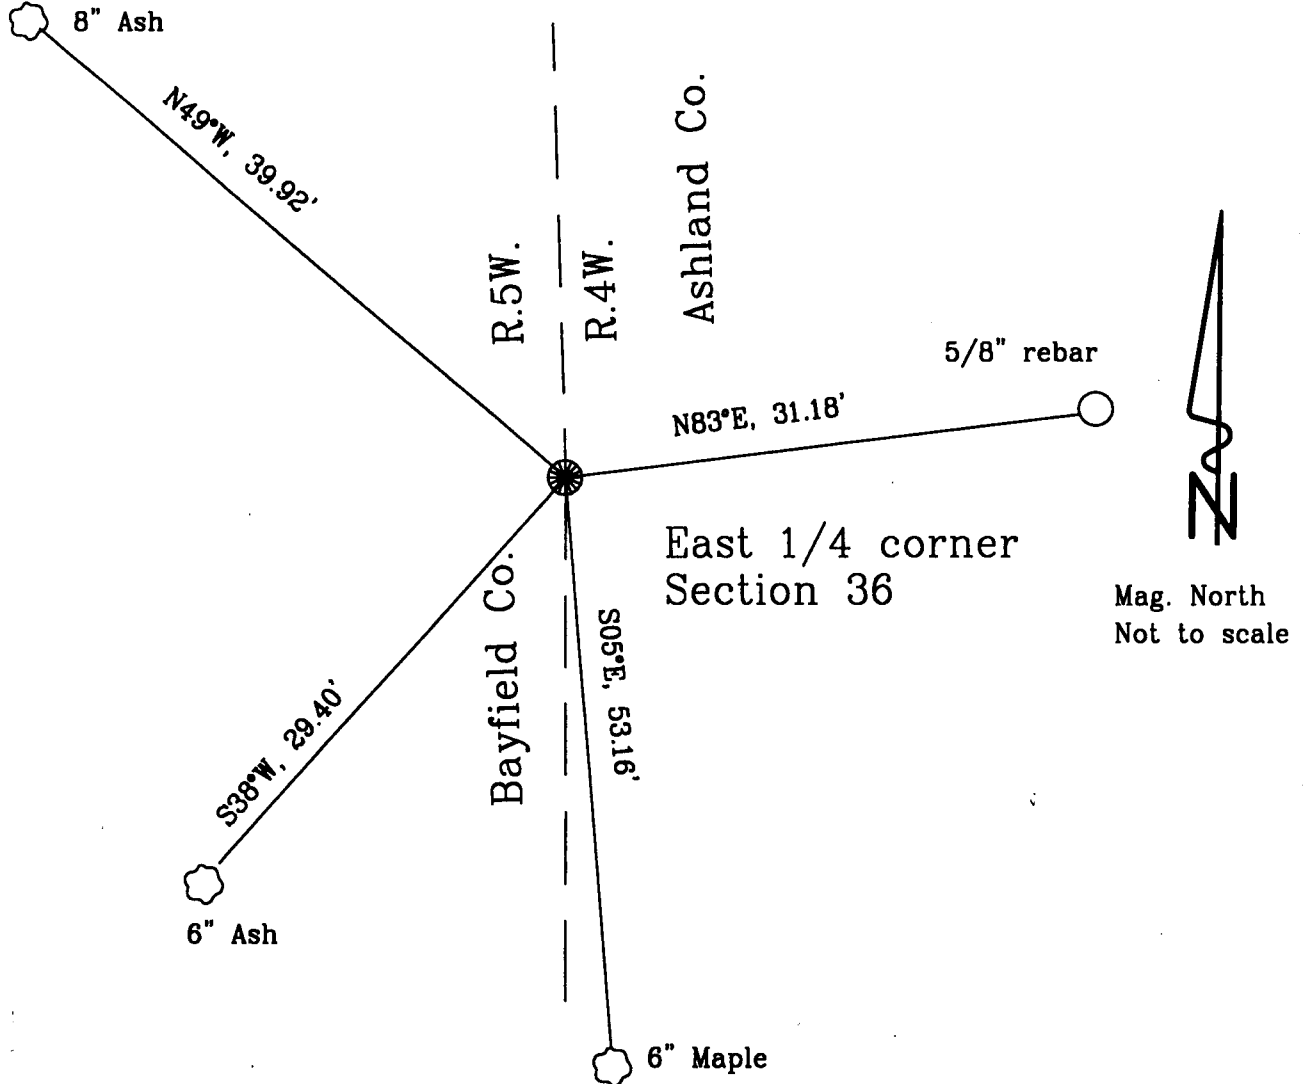 8" Ash
N49°W, 39.92'
R.5W.
R.4W.
Ashland Co.
5/8" rebar
N83°E, 31.18'
N
Mag. North
Not to scale
East 1/4 corner
Section 36
Bayfield Co.
S05°E, 53.16'
S38°W, 29.40'
6" Ash
6" Maple